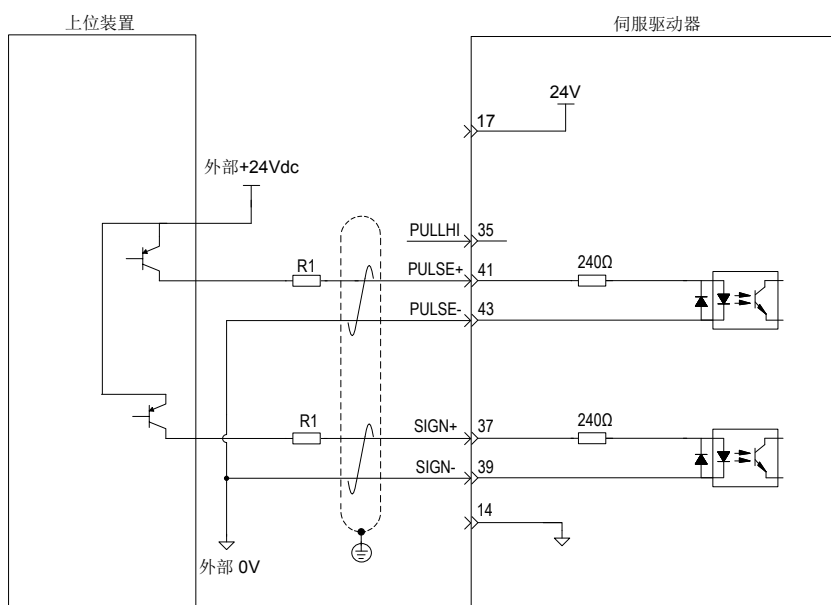 上位装置
伺服驱动器
24V
17
外部+24Vdc
PULLHI 35
R1
PULSE+ 41
240Ω
PULSE- 43
R1
SIGN+ 37
240Ω
SIGN- 39
14
外部 0V